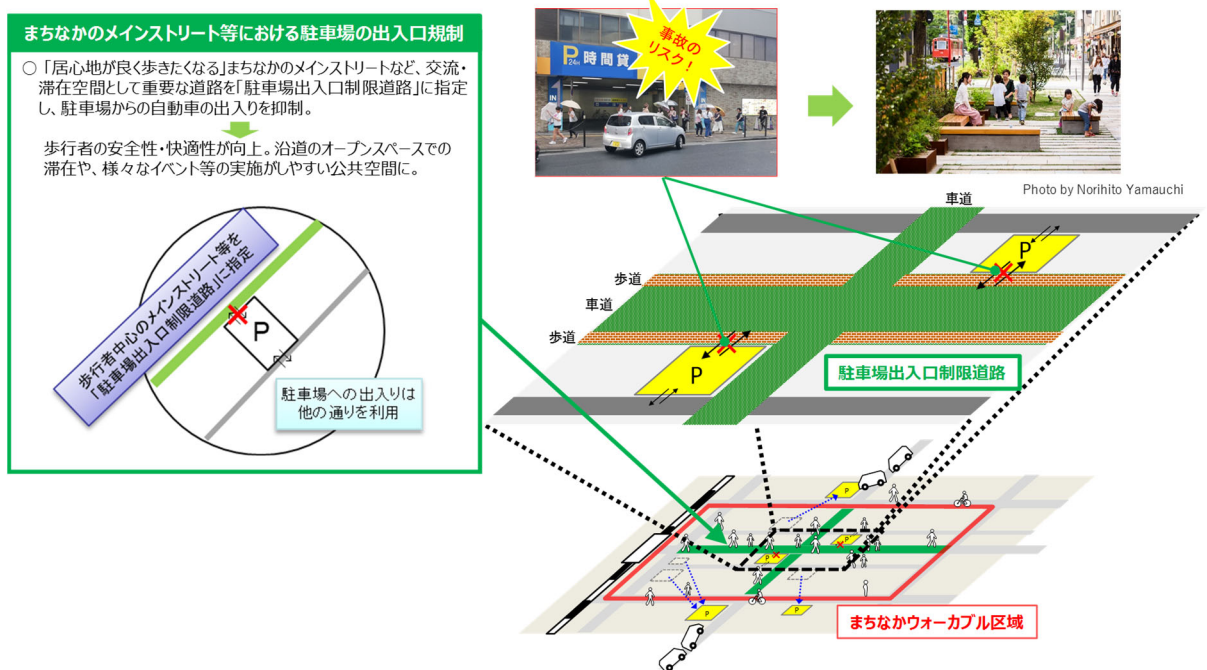 まちなかのメインストリート等における駐車場の出入口規制
○ 「居心地が良く歩きたくなる」まちなかのメインストリートなど、交流・
滞在空間として重要な道路を「駐車場出入口制限道路」に指定
し、駐車場からの自動車の出入りを抑制。
歩行者の安全性・快適性が向上。沿道のオープンスペースでの
滞在や、様々なイベント等の実施がしやすい公共空間に。
歩行者中心のメインストリート等を
「駐車場出入口制限道路」に指定
P
駐車場への出入りは
他の通りを利用
事故の
リスク！
P
24H
時間貸
IN
Photo by Norihito Yamauchi
車道
P
歩道
車道
歩道
P
駐車場出入口制限道路
P
P
P
P
P
まちなかウォーカブル区域